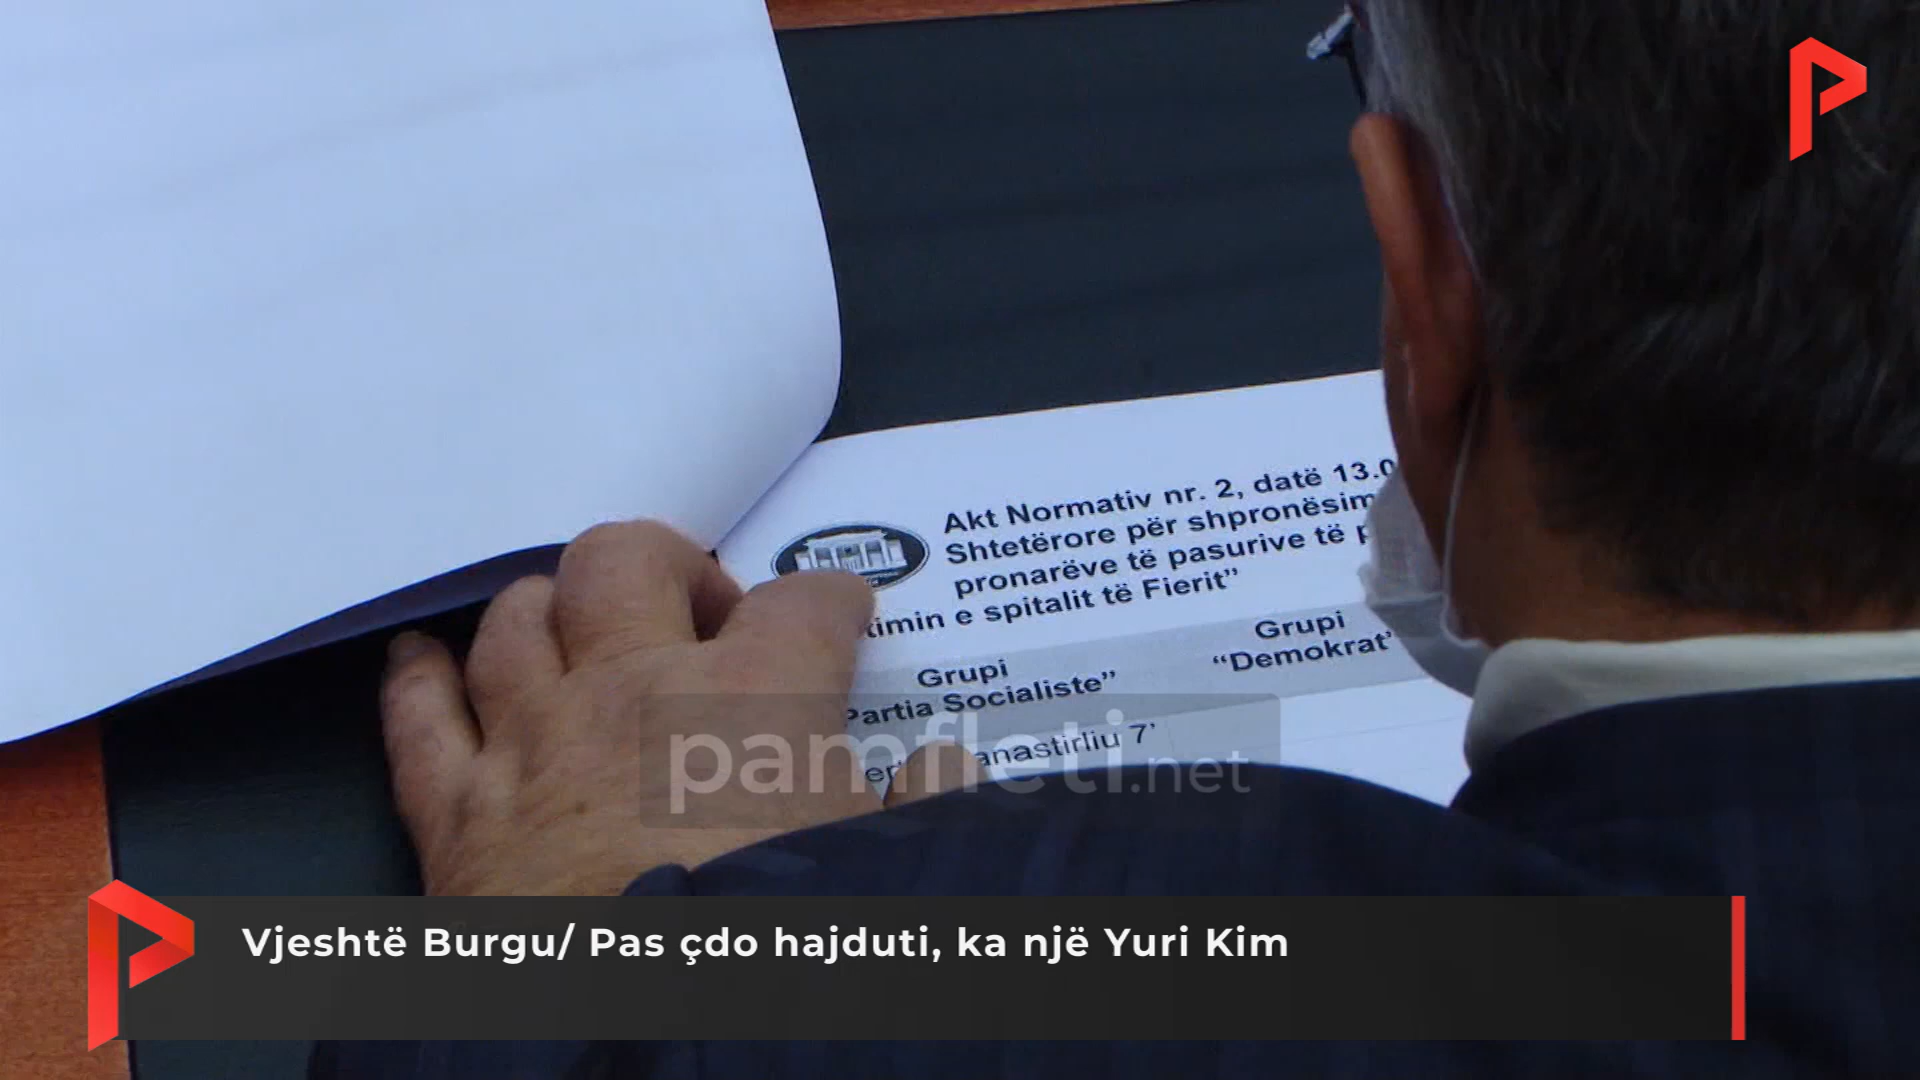 Akt Normativ nr. 2, datë 13.0
Shtetërore për shpronësim
pronarëve të pasurive të p
timin e spitalit të Fierit”
Grupi
Partia Socialiste”
Grupi
“Demokrat’
anastirliu 7’
pamfleti.net
Vjeshtë Burgu/ Pas çdo hajduti, ka një Yuri Kim